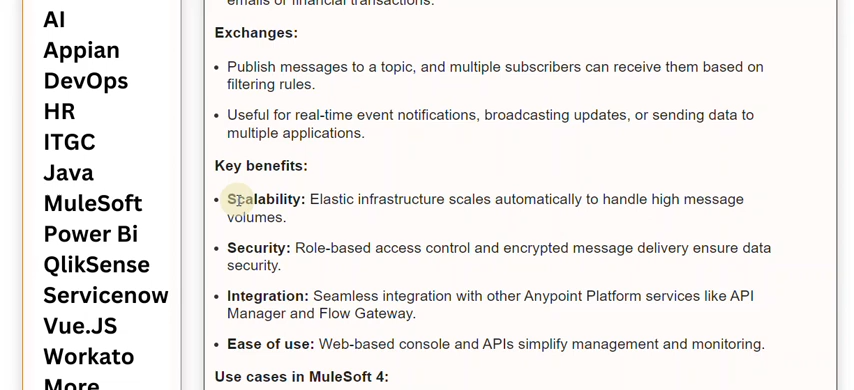 AI
Appian
DevOps
HR
ITGC
Java
MuleSoft
Power Bi
QlikSense
Servicenow
Vue.JS
Workato
More
emails or financial transactions.
Exchanges:
• Publish messages to a topic, and multiple subscribers can receive them based on
filtering rules.
• Useful for real-time event notifications, broadcasting updates, or sending data to
multiple applications.
Key benefits:
• Scalability: Elastic infrastructure scales automatically to handle high message
volumes.
• Security: Role-based access control and encrypted message delivery ensure data
security.
• Integration: Seamless integration with other Anypoint Platform services like API
Manager and Flow Gateway.
• Ease of use: Web-based console and APIs simplify management and monitoring.
Use cases in MuleSoft 4: